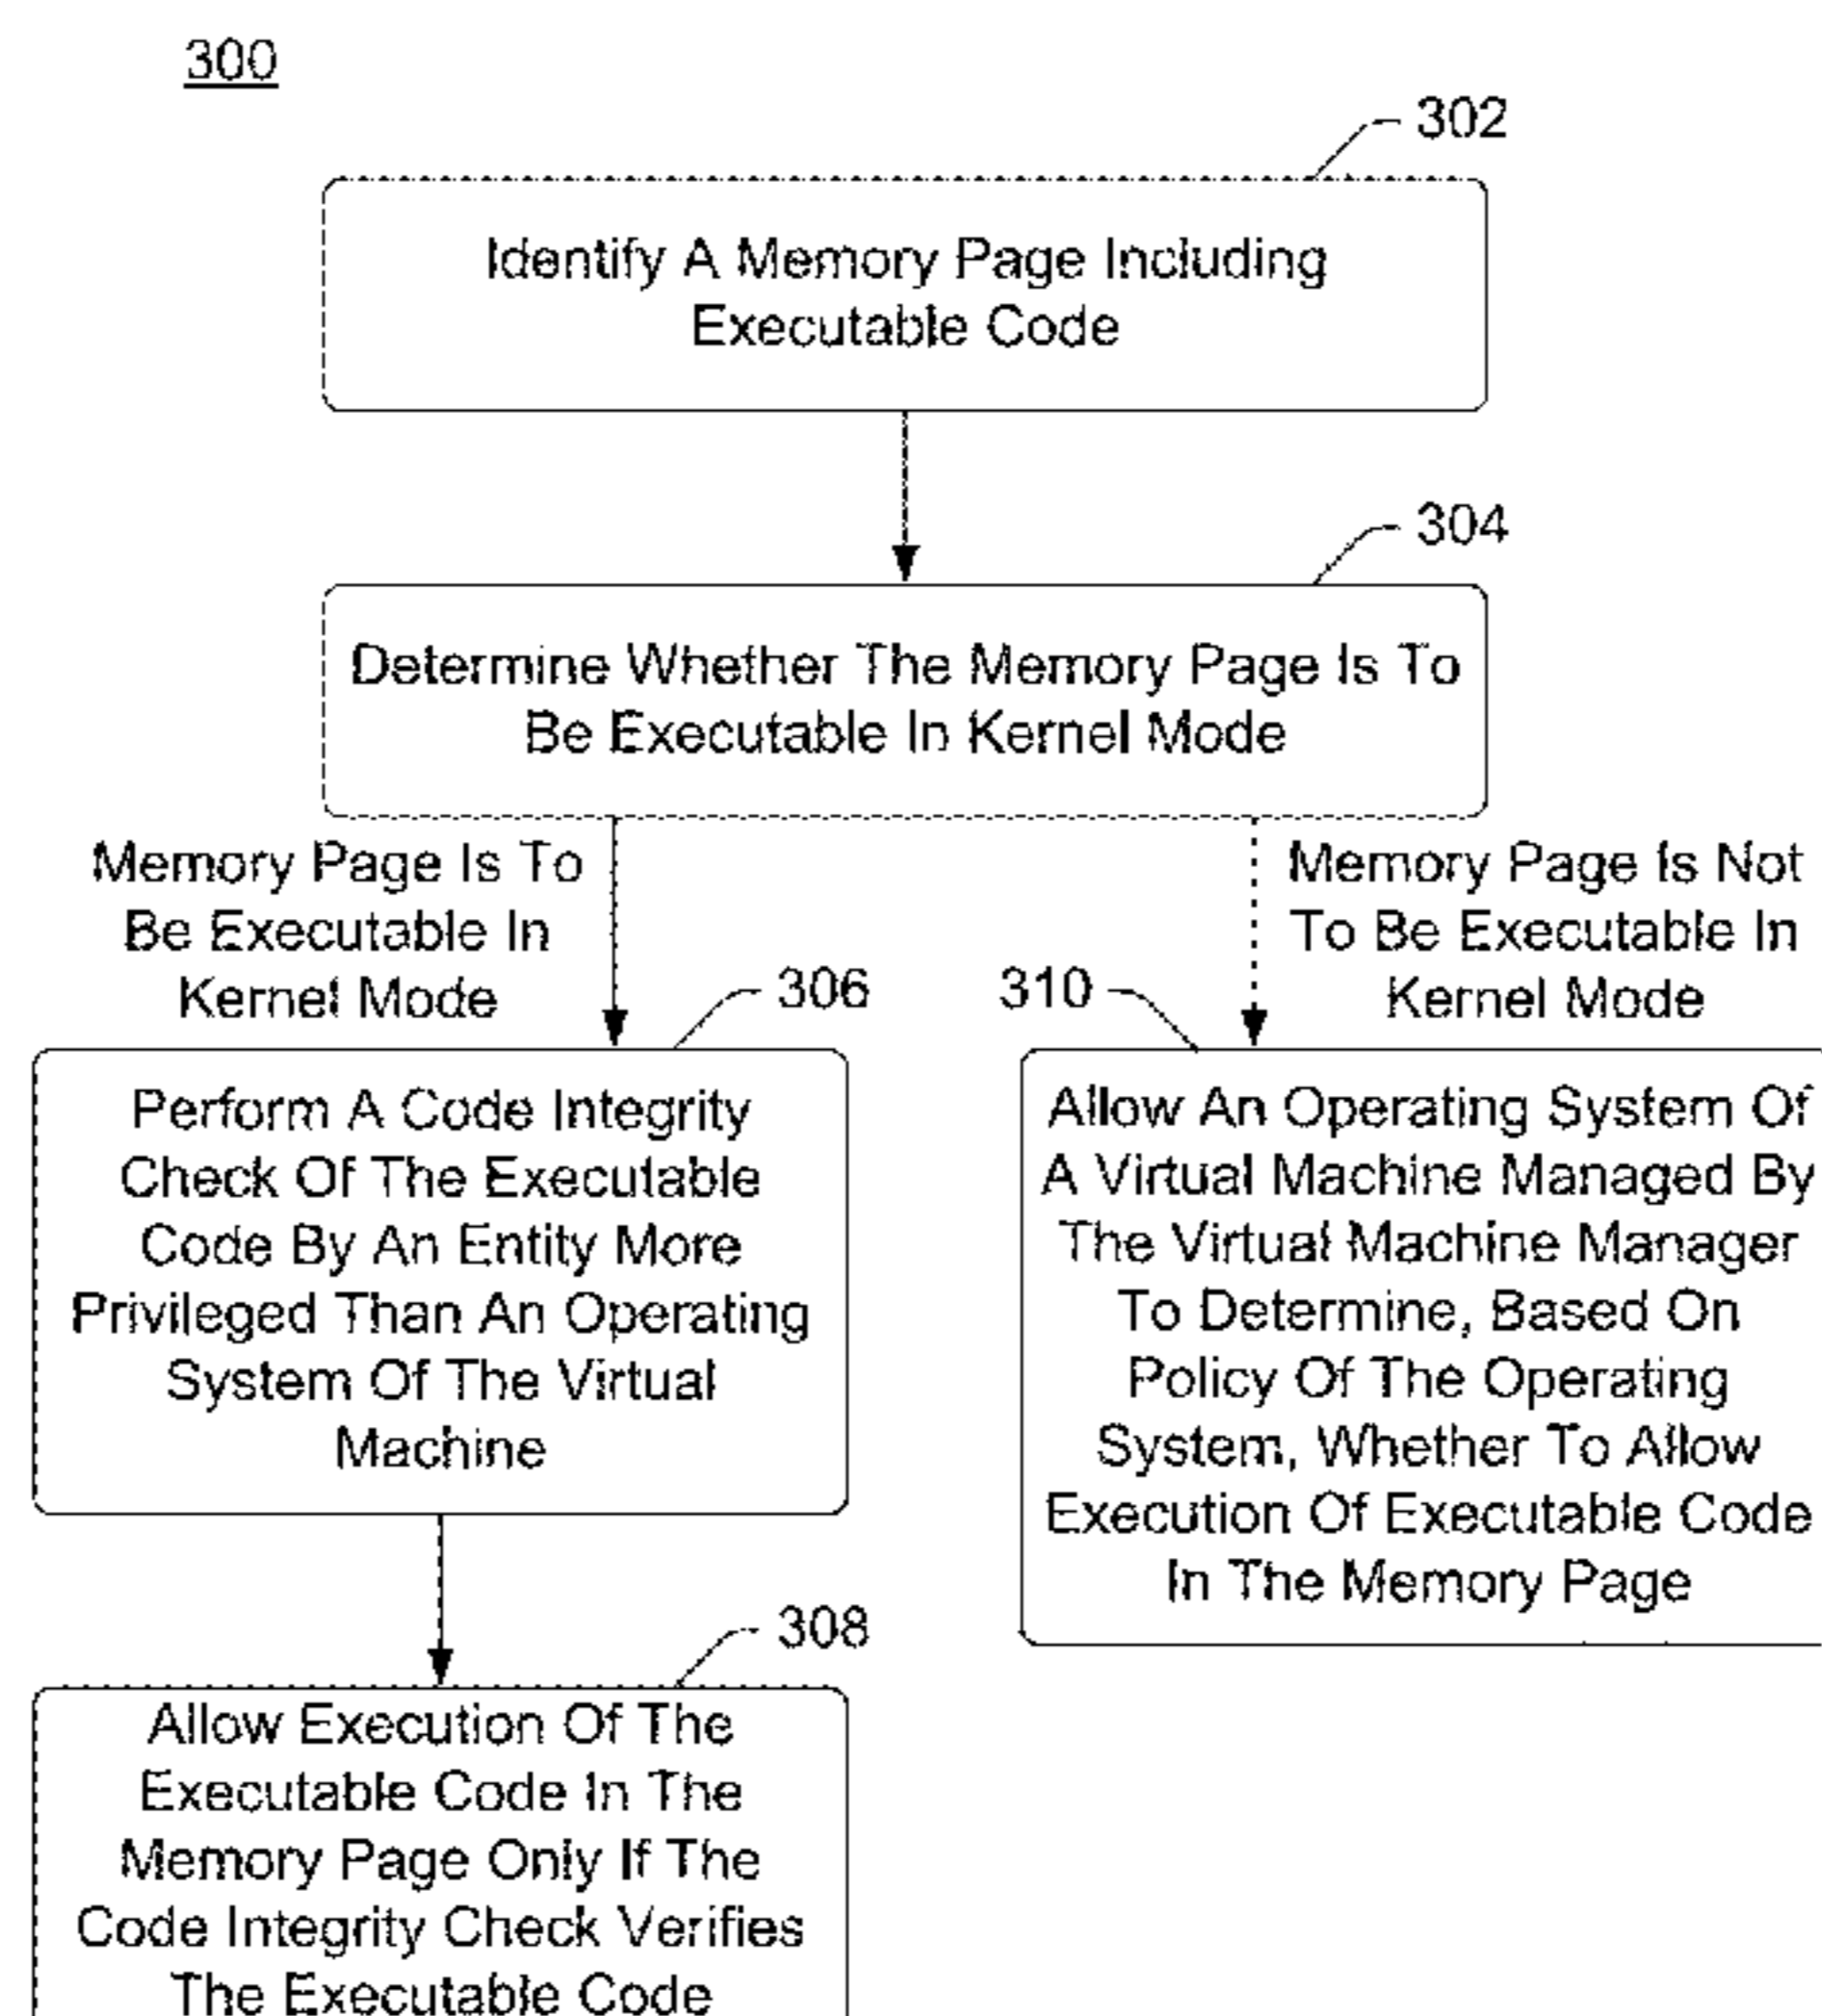 300
302
Identify A Memory Page Including
Executable Code
304
Determine Whether The Memory Page Is To
Be Executable In Kernel Mode
Memory Page Is To
Be Executable In
Kernel Mode
Memory Page Is Not
To Be Executable In
Kernel Mode
306
Perform A Code Integrity
Check Of The Executable
Code By An Entity More
Privileged Than An Operating
System Of The Virtual
Machine
310
Allow An Operating System Of
A Virtual Machine Managed By
The Virtual Machine Manager
To Determine, Based On
Policy Of The Operating
System, Whether To Allow
Execution Of Executable Code
In The Memory Page
308
Allow Execution Of The
Executable Code In The
Memory Page Only If The
Code Integrity Check Verifies
The Executable Code